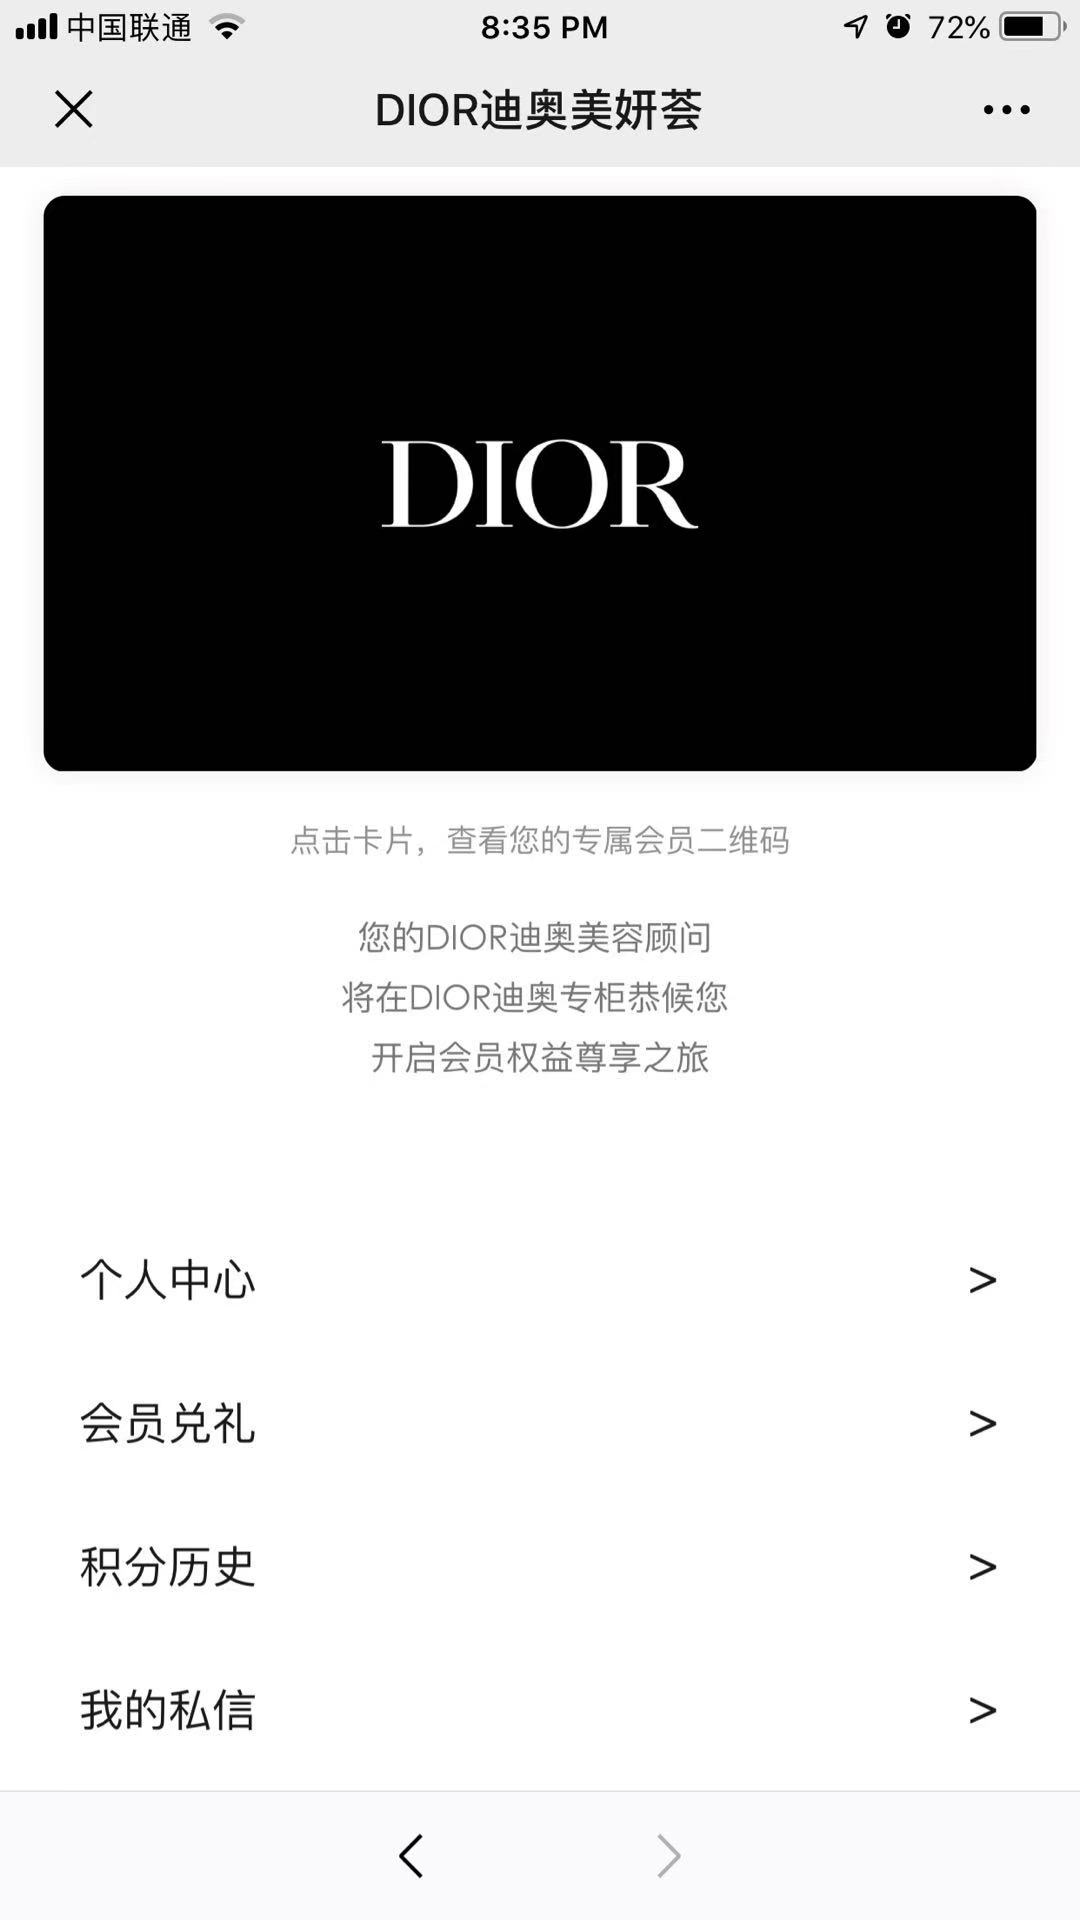 中国联通 8:35 PM 72%
DIOR迪奥美妍荟
DIOR
点击卡片，查看您的专属会员二维码
您的DIOR迪奥美容顾问
将在DIOR迪奥专柜恭候您
开启会员权益尊享之旅
个人中心 >
会员兑礼 >
积分历史 >
我的私信 >